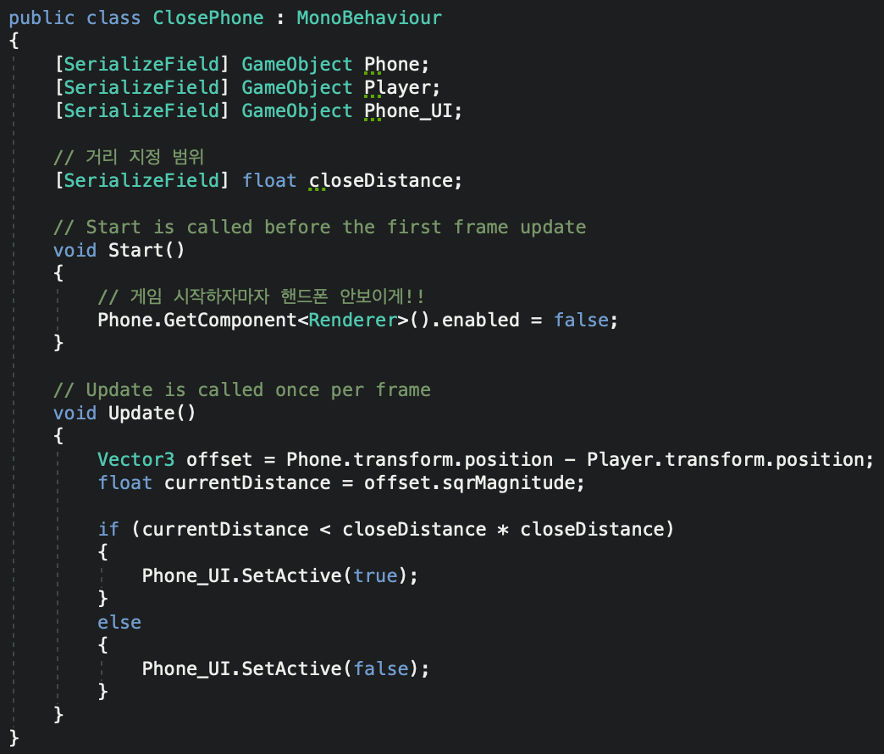 public class ClosePhone : MonoBehaviour
{
    [SerializeField] GameObject Phone;
    [SerializeField] GameObject Player;
    [SerializeField] GameObject Phone_UI;

    // 거리 지정 범위
    [SerializeField] float closeDistance;

    // Start is called before the first frame update
    void Start()
    {
        // 게임 시작하자마자 핸드폰 안보이게!!
        Phone.GetComponent<Renderer>().enabled = false;
    }

    // Update is called once per frame
    void Update()
    {
        Vector3 offset = Phone.transform.position - Player.transform.position;
        float currentDistance = offset.sqrMagnitude;

        if (currentDistance < closeDistance * closeDistance)
        {
            Phone_UI.SetActive(true);
        }
        else
        {
            Phone_UI.SetActive(false);
        }
    }
}